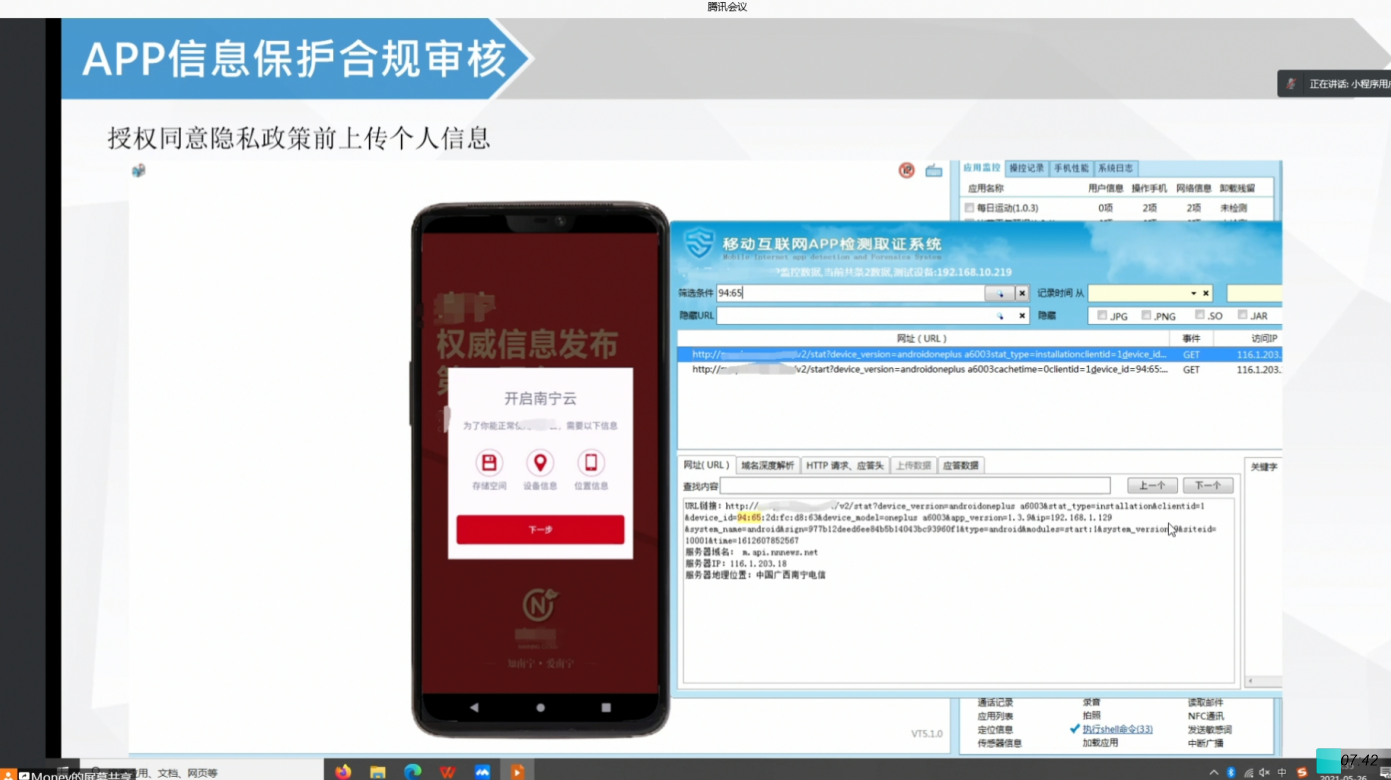 腾讯会议
APP信息保护合规审核
正在讲话: 小程序用
授权同意隐私政策前上传个人信息
应用监控 操控记录 手机性能 系统日志
应用名称 用户信息 操作手机 网络信息 卸载残留
每日运动(1.0.3) 0项 2项 2项 未检测
移动互联网APP检测取证系统
Mobile Internet app detection and Forensics System
监控数据,当前共条2数据,测试设备:192.168.10.219
筛选条件 94:65 记录时间 从
隐藏URL 隐藏 .JPG .PNG .SO .JAR
网址 ( URL ) 事件 访问IP
http:// v2/stat?device_version=androidoneplus a6003stat_type=installationclientid=1device_id... GET 116.1.203.
http:// v2/start?device_version=androidoneplus a6003cachetime=0clientid=1device_id=94:65:... GET 116.1.203.
权威信息发布
第
开启南宁云
为了你能正常使 需要以下信息
存储空间 设备信息 位置信息
下一步
知南宁·爱南宁
网址( URL ) 域名深度解析 HTTP 请求、应答头 上传数据 应答数据 关键字
查找内容 上一个 下一个
URL链接: http:// /v2/stat?device_version=androidoneplus a6003&stat_type=installation&clientid=1
&device_id=94:65:2d:fc:d8:63&device_model=oneplus a6003&app_version=1.3.9&ip=192.168.1.129
&system_name=android&sign=977b12deed6ee84b5b14043bc93960f1&type=android&modules=start:1&system_version=9&siteid=
10001&time=1612607852567
服务器域名: m.api.nnnews.net
服务器IP: 116.1.203.18
服务器地理位置: 中国广西南宁电信
通话记录 录音 读取邮件
应用列表 拍照 NFC通讯
定位信息 执行shell命令(33) 发送敏感词
传感器信息 加载应用 中断广播
VT5.1.0
Money的屏幕共享
用、文档、网页等
中
07:42
2021-05-26